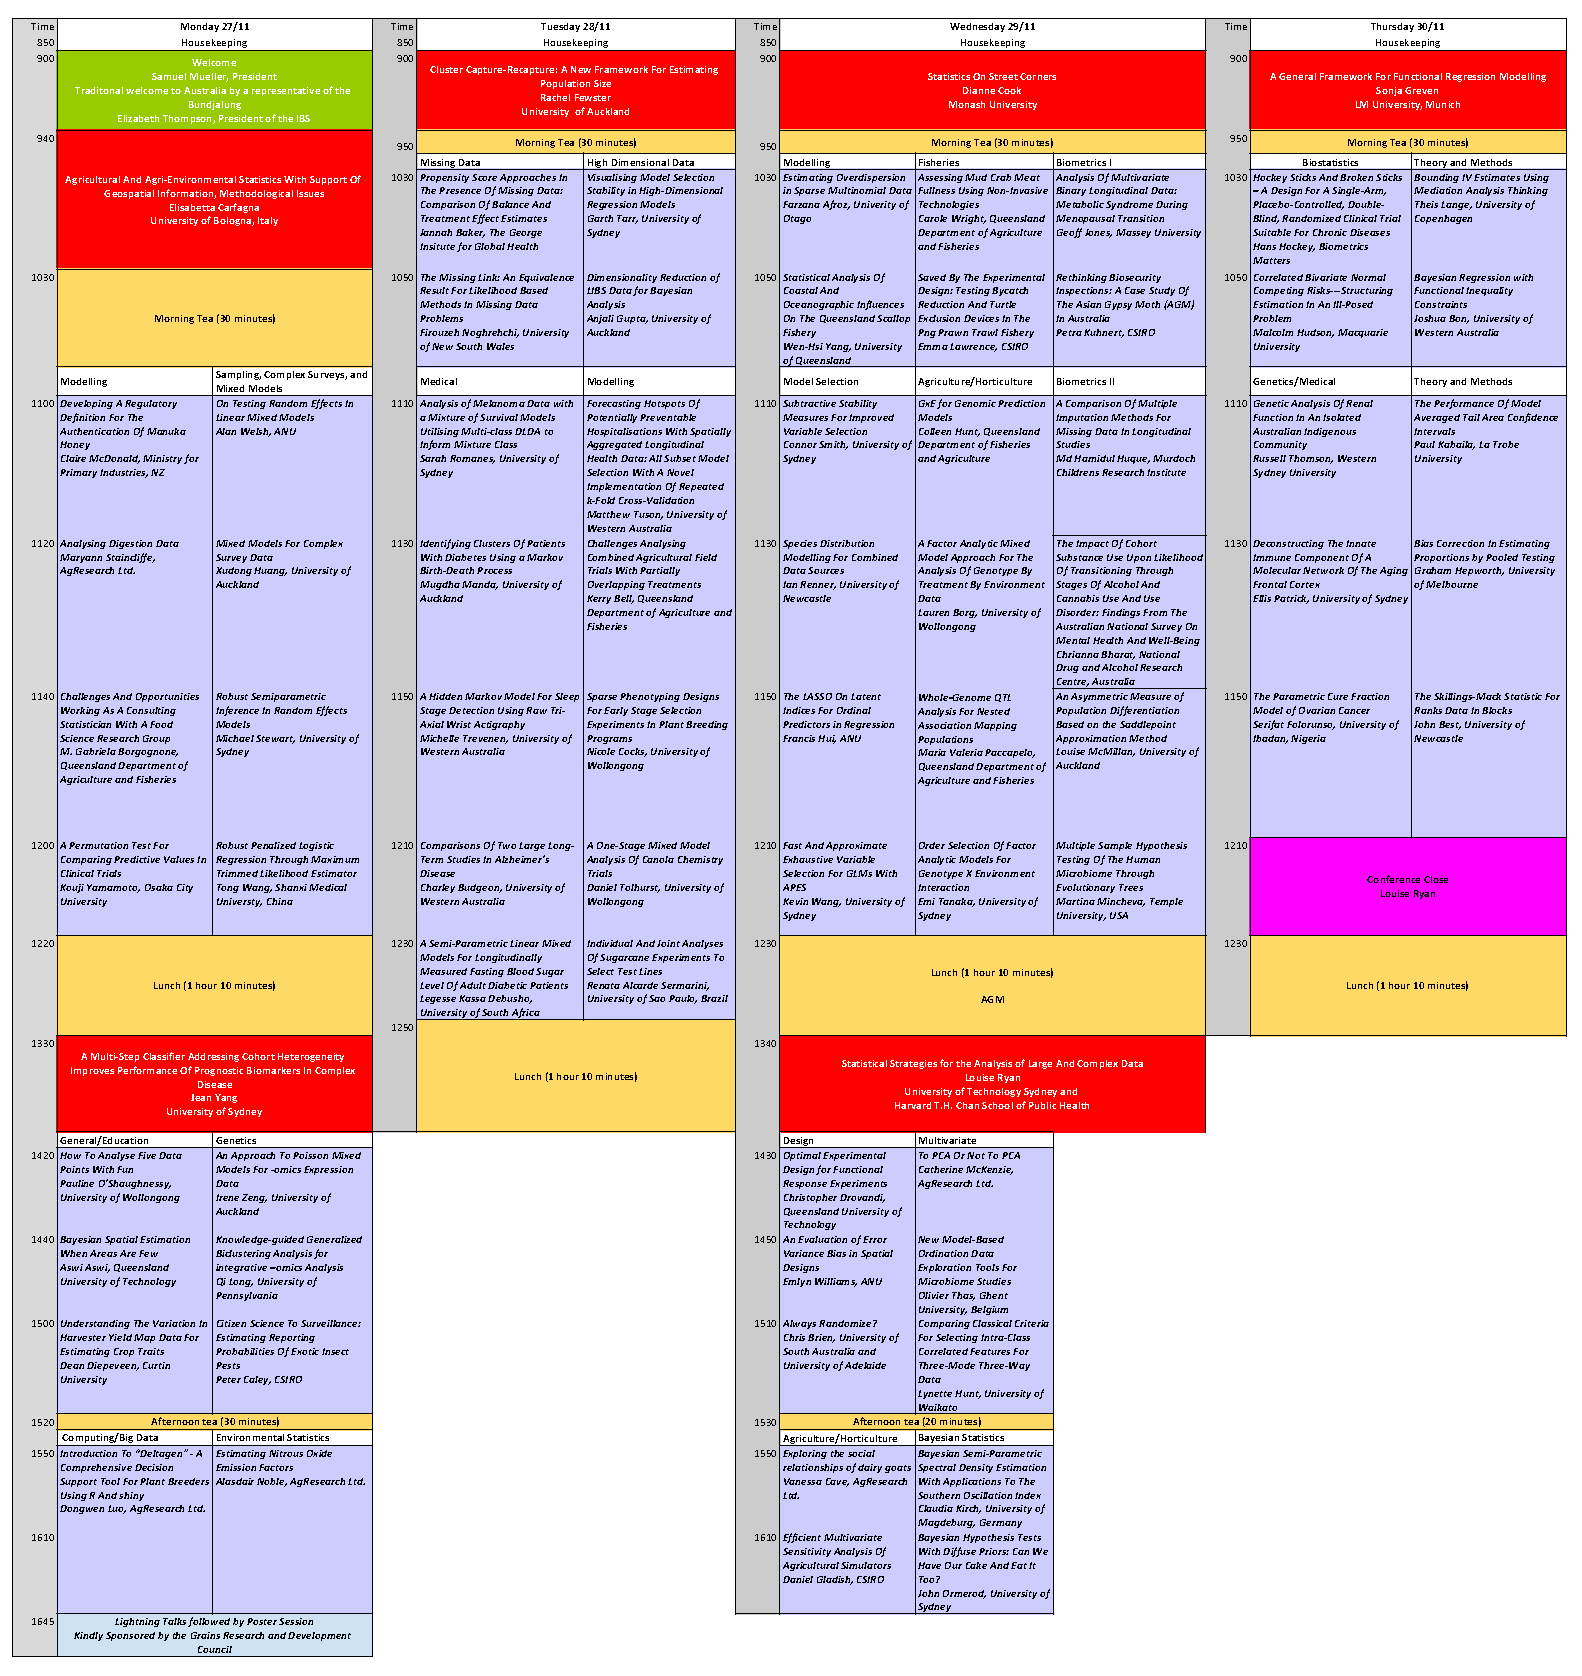 Time
Monday 27/11
850
Housekeeping
900
Welcome
Samuel Mueller, President
Traditonal welcome to Australia by a representative of the
Bundjalung
Elizabeth Thompson, President of the IBS
940
Agricultural And Agri-Environmental Statistics With Support Of
Geospatial Information, Methodological Issues
Elisabetta Carfagna
University of Bologna, Italy
1030
Morning Tea (30 minutes)
Modelling
Sampling, Complex Surveys, and
Mixed Models
1100
Developing A Regulatory
Definition For The
Authentication Of Manuka
Honey
Claire McDonald, Ministry for
Primary Industries, NZ
On Testing Random Effects In
Linear Mixed Models
Alan Welsh, ANU
1120
Analysing Digestion Data
Maryann Staincliffe,
AgResearch Ltd.
Mixed Models For Complex
Survey Data
Xudong Huang, University of
Auckland
1140
Challenges And Opportunities
Working As A Consulting
Statistician With A Food
Science Research Group
M. Gabriela Borgognone,
Queensland Department of
Agriculture and Fisheries
Robust Semiparametric
Inference In Random Effects
Models
Michael Stewart, University of
Sydney
1200
A Permutation Test For
Comparing Predictive Values In
Clinical Trials
Kouji Yamamoto, Osaka City
University
Robust Penalized Logistic
Regression Through Maximum
Trimmed Likelihood Estimator
Tong Wang, Shanxi Medical
Universty, China
1220
Lunch (1 hour 10 minutes)
1330
A Multi-Step Classifier Addressing Cohort Heterogeneity
Improves Performance Of Prognostic Biomarkers In Complex
Disease
Jean Yang
University of Sydney
General/Education
Genetics
1420
How To Analyse Five Data
Points With Fun
Pauline O'Shaughnessy,
University of Wollongong
An Approach To Poisson Mixed
Models For -omics Expression
Data
Irene Zeng, University of
Auckland
1440
Bayesian Spatial Estimation
When Areas Are Few
Aswi Aswi, Queensland
University of Technology
Knowledge-guided Generalized
Biclustering Analysis for
integrative –omics Analysis
Qi Long, University of
Pennsylvania
1500
Understanding The Variation In
Harvester Yield Map Data For
Estimating Crop Traits
Dean Diepeveen, Curtin
University
Citizen Science To Surveillance:
Estimating Reporting
Probabilities Of Exotic Insect
Pests
Peter Caley, CSIRO
1520
Afternoon tea (30 minutes)
Computing/Big Data
Environmental Statistics
1550
Introduction To “Deltagen” - A
Comprehensive Decision
Support Tool For Plant Breeders
Using R And shiny
Dongwen Luo, AgResearch Ltd.
Estimating Nitrous Oxide
Emission Factors
Alasdair Noble, AgResearch Ltd.
1610
1645
Lightning Talks followed by Poster Session
Kindly Sponsored by the Grains Research and Development
Council
Time
Tuesday 28/11
850
Housekeeping
900
Cluster Capture-Recapture: A New Framework For Estimating
Population Size
Rachel Fewster
University of Auckland
950
Morning Tea (30 minutes)
Missing Data
High Dimensional Data
1030
Propensity Score Approaches In
The Presence Of Missing Data:
Comparison Of Balance And
Treatment Effect Estimates
Jannah Baker, The George
Insitute for Global Health
Visualising Model Selection
Stability in High-Dimensional
Regression Models
Garth Tarr, University of
Sydney
1050
The Missing Link: An Equivalence
Result For Likelihood Based
Methods In Missing Data
Problems
Firouzeh Noghrehchi, University
of New South Wales
Dimensionality Reduction of
LIBS Data for Bayesian
Analysis
Anjali Gupta, University of
Auckland
Medical
Modelling
1110
Analysis of Melanoma Data with
a Mixture of Survival Models
Utilising Multi-class DLDA to
Inform Mixture Class
Sarah Romanes, University of
Sydney
Forecasting Hotspots Of
Potentially Preventable
Hospitalisations With Spatially
Aggregated Longitudinal
Health Data: All Subset Model
Selection With A Novel
Implementation Of Repeated
k-Fold Cross-Validation
Matthew Tuson, University of
Western Australia
1130
Identifying Clusters Of Patients
With Diabetes Using a Markov
Birth-Death Process
Mugdha Manda, University of
Auckland
Challenges Analysing
Combined Agricultural Field
Trials With Partially
Overlapping Treatments
Kerry Bell, Queensland
Department of Agriculture and
Fisheries
1150
A Hidden Markov Model For Sleep
Stage Detection Using Raw Tri-
Axial Wrist Actigraphy
Michelle Trevenen, University of
Western Australia
Sparse Phenotyping Designs
For Early Stage Selection
Experiments In Plant Breeding
Programs
Nicole Cocks, University of
Wollongong
1210
Comparisons Of Two Large Long-
Term Studies In Alzheimer's
Disease
Charley Budgeon, University of
Western Australia
A One-Stage Mixed Model
Analysis Of Canola Chemistry
Trials
Daniel Tolhurst, University of
Wollongong
1230
A Semi-Parametric Linear Mixed
Models For Longitudinally
Measured Fasting Blood Sugar
Level Of Adult Diabetic Patients
Legesse Kassa Debusho,
University of South Africa
Individual And Joint Analyses
Of Sugarcane Experiments To
Select Test Lines
Renata Alcarde Sermarini,
University of Sao Paulo, Brazil
1250
Lunch (1 hour 10 minutes)
Time
Wednesday 29/11
850
Housekeeping
900
Statistics On Street Corners
Dianne Cook
Monash University
950
Morning Tea (30 minutes)
Modelling
Fisheries
Biometrics I
1030
Estimating Overdispersion
in Sparse Multinomial Data
Farzana Afroz, Univerity of
Otago
Assessing Mud Crab Meat
Fullness Using Non-Invasive
Technologies
Carole Wright, Queensland
Department of Agriculture
and Fisheries
Analysis Of Multivariate
Binary Longitudinal Data:
Metabolic Syndrome During
Menopausal Transition
Geoff Jones, Massey University
1050
Statistical Analysis Of
Coastal And
Oceanographic Influences
On The Queensland Scallop
Fishery
Wen-Hsi Yang, University
of Queensland
Saved By The Experimental
Design: Testing Bycatch
Reduction And Turtle
Exclusion Devices In The
Png Prawn Trawl Fishery
Emma Lawrence, CSIRO
Rethinking Biosecurity
Inspections: A Case Study Of
The Asian Gypsy Moth (AGM)
In Australia
Petra Kuhnert, CSIRO
Model Selection
Agriculture/Horticulture
Biometrics II
1110
Subtractive Stability
Measures For Improved
Variable Selection
Connor Smith, University of
Sydney
GxE for Genomic Prediction
Models
Colleen Hunt, Queensland
Department of Fisheries
and Agriculture
A Comparison Of Multiple
Imputation Methods For
Missing Data In Longitudinal
Studies
Md Hamidul Huque, Murdoch
Childrens Research Institute
1130
Species Distribution
Modelling For Combined
Data Sources
Ian Renner, University of
Newcastle
A Factor Analytic Mixed
Model Approach For The
Analysis Of Genotype By
Treatment By Environment
Data
Lauren Borg, University of
Wollongong
The Impact Of Cohort
Substance Use Upon Likelihood
Of Transitioning Through
Stages Of Alcohol And
Cannabis Use And Use
Disorder: Findings From The
Australian National Survey On
Mental Health And Well-Being
Chrianna Bharat, National
Drug and Alcohol Research
Centre, Australia
1150
The LASSO On Latent
Indices For Ordinal
Predictors in Regression
Francis Hui, ANU
Whole-Genome QTL
Analysis For Nested
Association Mapping
Populations
Maria Valeria Paccapelo,
Queensland Department of
Agriculture and Fisheries
An Asymmetric Measure of
Population Differentiation
Based on the Saddlepoint
Approximation Method
Louise McMillan, University of
Auckland
1210
Fast And Approximate
Exhaustive Variable
Selection For GLMs With
APES
Kevin Wang, University of
Sydney
Order Selection Of Factor
Analytic Models For
Genotype X Environment
Interaction
Emi Tanaka, University of
Sydney
Multiple Sample Hypothesis
Testing Of The Human
Microbiome Through
Evolutionary Trees
Martina Mincheva, Temple
University, USA
1230
Lunch (1 hour 10 minutes)
AGM
1340
Statistical Strategies for the Analysis of Large And Complex Data
Louise Ryan
University of Technology Sydney and
Harvard T.H. Chan School of Public Health
Design
Multivariate
1430
Optimal Experimental
Design for Functional
Response Experiments
Christopher Drovandi,
Queensland University of
Technology
To PCA Or Not To PCA
Catherine McKenzie,
AgResearch Ltd.
1450
An Evaluation of Error
Variance Bias in Spatial
Designs
Emlyn Williams, ANU
New Model-Based
Ordination Data
Exploration Tools For
Microbiome Studies
Olivier Thas, Ghent
University, Belgium
1510
Always Randomize?
Chris Brien, University of
South Australia and
University of Adelaide
Comparing Classical Criteria
For Selecting Intra-Class
Correlated Features For
Three-Mode Three-Way
Data
Lynette Hunt, University of
Waikato
1530
Afternoon tea (20 minutes)
Agriculture/Horticulture
Bayesian Statistics
1550
Exploring the social
relationships of dairy goats
Vanessa Cave, AgResearch
Ltd.
Bayesian Semi-Parametric
Spectral Density Estimation
With Applications To The
Southern Oscillation Index
Claudia Kirch, University of
Magdeburg, Germany
1610
Efficient Multivariate
Sensitivity Analysis Of
Agricultural Simulators
Daniel Gladish, CSIRO
Bayesian Hypothesis Tests
With Diffuse Priors: Can We
Have Our Cake And Eat It
Too?
John Ormerod, University of
Sydney
Time
Thursday 30/11
Housekeeping
900
A General Framework For Functional Regression Modelling
Sonja Greven
LM University, Munich
950
Morning Tea (30 minutes)
Biostatistics
Theory and Methods
1030
Hockey Sticks And Broken Sticks
– A Design For A Single-Arm,
Placebo-Controlled, Double-
Blind, Randomized Clinical Trial
Suitable For Chronic Diseases
Hans Hockey, Biometrics
Matters
Bounding IV Estimates Using
Mediation Analysis Thinking
Theis Lange, University of
Copenhagen
1050
Correlated Bivariate Normal
Competing Risks---Structuring
Estimation In An Ill-Posed
Problem
Malcolm Hudson, Macquarie
University
Bayesian Regression with
Functional Inequality
Constraints
Joshua Bon, University of
Western Australia
Genetics/Medical
Theory and Methods
1110
Genetic Analysis Of Renal
Function In An Isolated
Australian Indigenous
Community
Russell Thomson, Western
Sydney University
The Performance Of Model
Averaged Tail Area Confidence
Intervals
Paul Kabaila, La Trobe
University
1130
Deconstructing The Innate
Immune Component Of A
Molecular Network Of The Aging
Frontal Cortex
Ellis Patrick, University of Sydney
Bias Correction In Estimating
Proportions by Pooled Testing
Graham Hepworth, University
of Melbourne
1150
The Parametric Cure Fraction
Model of Ovarian Cancer
Serifat Folorunso, University of
Ibadan, Nigeria
The Skillings-Mack Statistic For
Ranks Data In Blocks
John Best, University of
Newcastle
1210
Conference Close
Louise Ryan
1230
Lunch (1 hour 10 minutes)